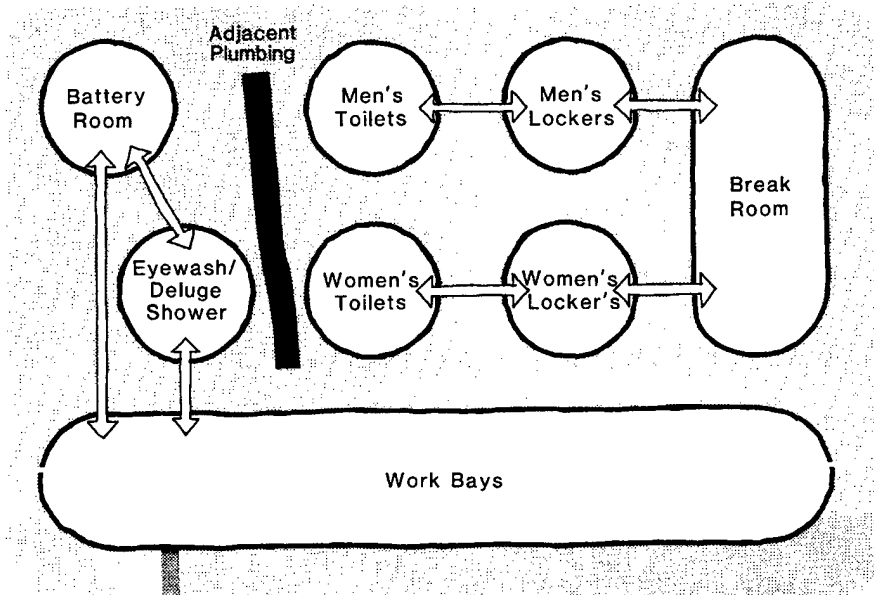 Adjacent
Plumbing
Battery
Room
Men's
Toilets
Men's
Lockers
Break
Room
Eyewash/
Deluge
Shower
Women's
Toilets
Women's
Locker's
Work Bays